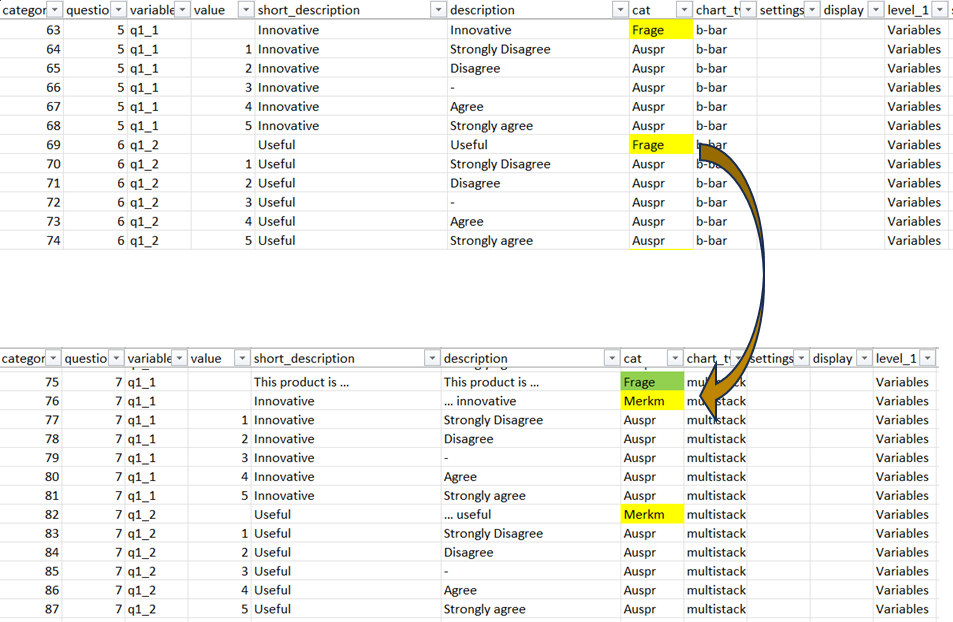 categor questio variable value short_description description cat chart_ty settings display level_1
63 5 q1_1 Innovative Innovative Frage b-bar Variables
64 5 q1_1 1 Innovative Strongly Disagree Auspr b-bar Variables
65 5 q1_1 2 Innovative Disagree Auspr b-bar Variables
66 5 q1_1 3 Innovative - Auspr b-bar Variables
67 5 q1_1 4 Innovative Agree Auspr b-bar Variables
68 5 q1_1 5 Innovative Strongly agree Auspr b-bar Variables
69 6 q1_2 Useful Useful Frage b-bar Variables
70 6 q1_2 1 Useful Strongly Disagree Auspr b-bar Variables
71 6 q1_2 2 Useful Disagree Auspr b-bar Variables
72 6 q1_2 3 Useful - Auspr b-bar Variables
73 6 q1_2 4 Useful Agree Auspr b-bar Variables
74 6 q1_2 5 Useful Strongly agree Auspr b-bar Variables
categor questio variable value short_description description cat chart_ty settings display level_1
75 7 q1_1 This product is ... This product is ... Frage Variables
76 7 q1_1 Innovative ... innovative Merkm Variables
77 7 q1_1 1 Innovative Strongly Disagree Auspr multistack Variables
78 7 q1_1 2 Innovative Disagree Auspr multistack Variables
79 7 q1_1 3 Innovative - Auspr multistack Variables
80 7 q1_1 4 Innovative Agree Auspr multistack Variables
81 7 q1_1 5 Innovative Strongly agree Auspr multistack Variables
82 7 q1_2 Useful ... useful Merkm multistack Variables
83 7 q1_2 1 Useful Strongly Disagree Auspr multistack Variables
84 7 q1_2 2 Useful Disagree Auspr multistack Variables
85 7 q1_2 3 Useful - Auspr multistack Variables
86 7 q1_2 4 Useful Agree Auspr multistack Variables
87 7 q1_2 5 Useful Strongly agree Auspr multistack Variables